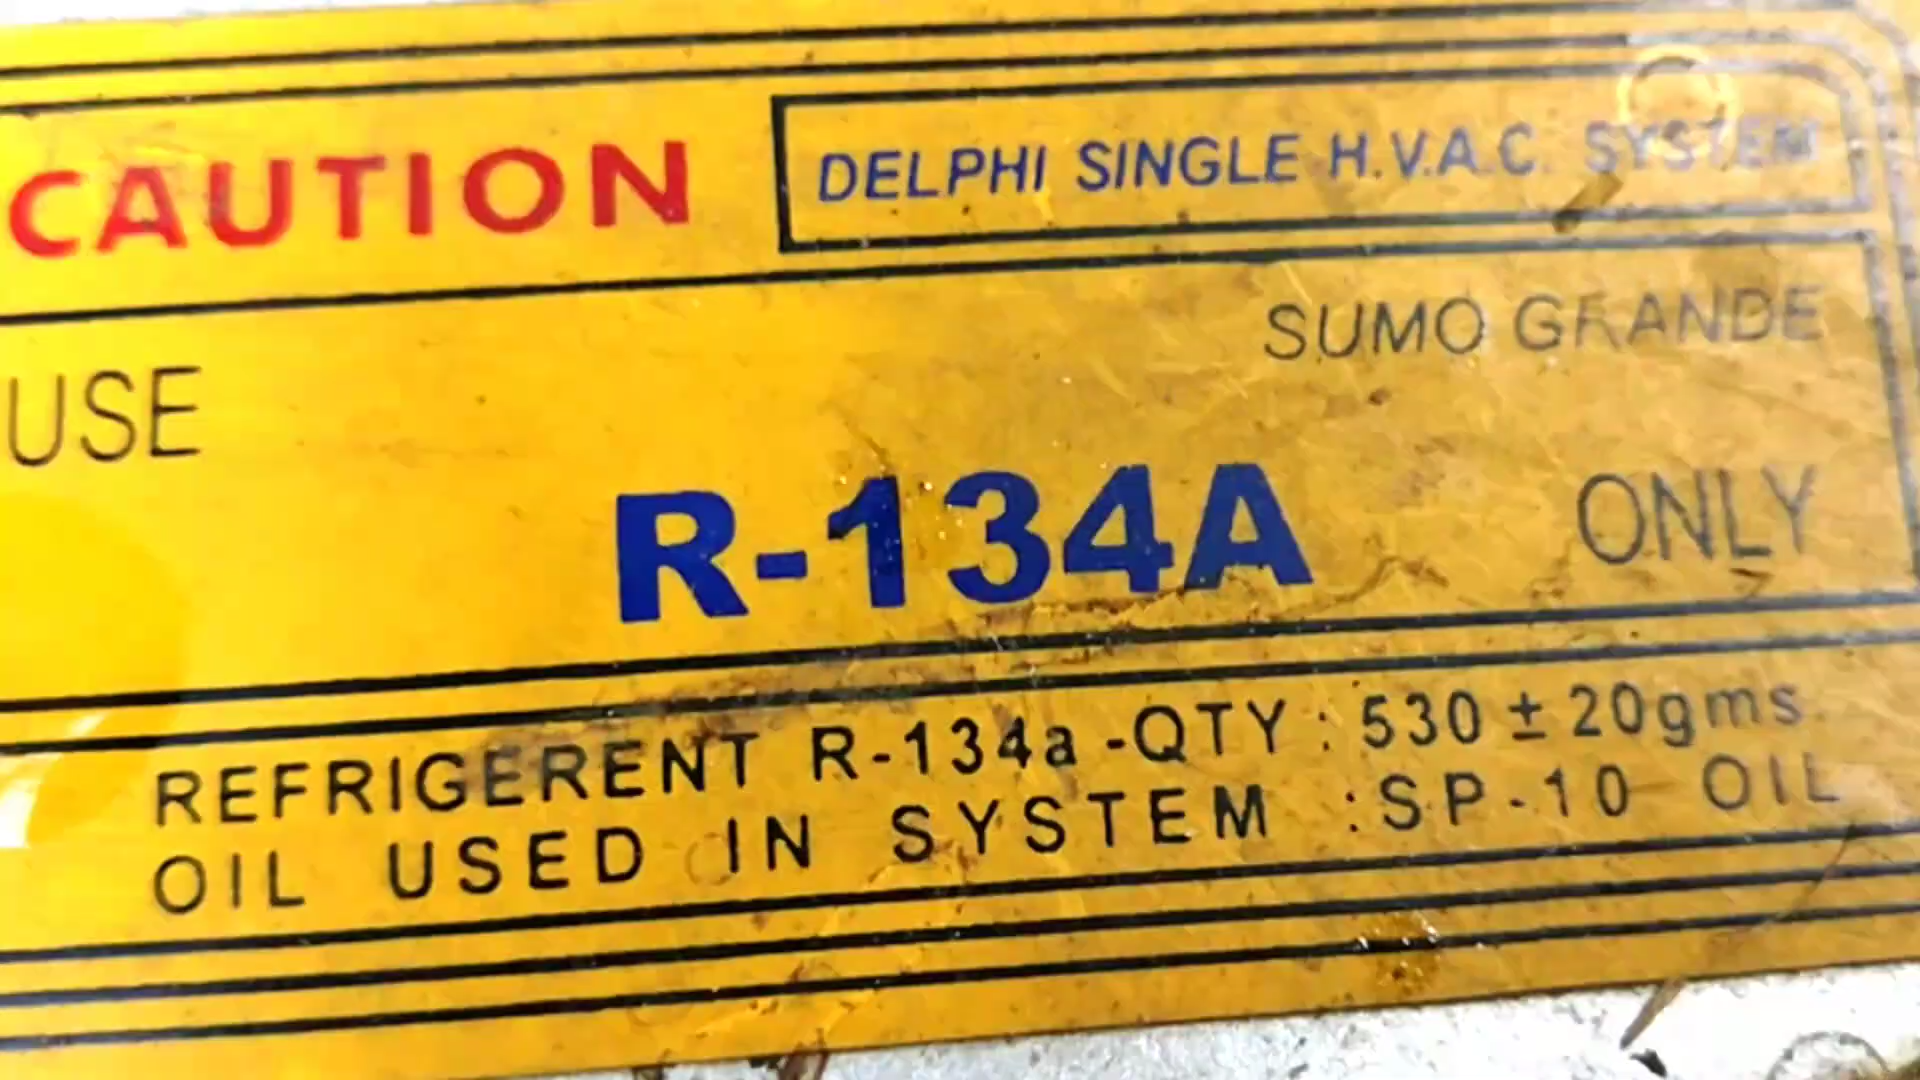 CAUTION DELPHI SINGLE H.V.A.C. SYSTEM
SUMO GRANDE
USE R-134A ONLY
REFRIGERENT R-134a -QTY : 530 ± 20gms.
OIL USED IN SYSTEM : SP-10 OIL